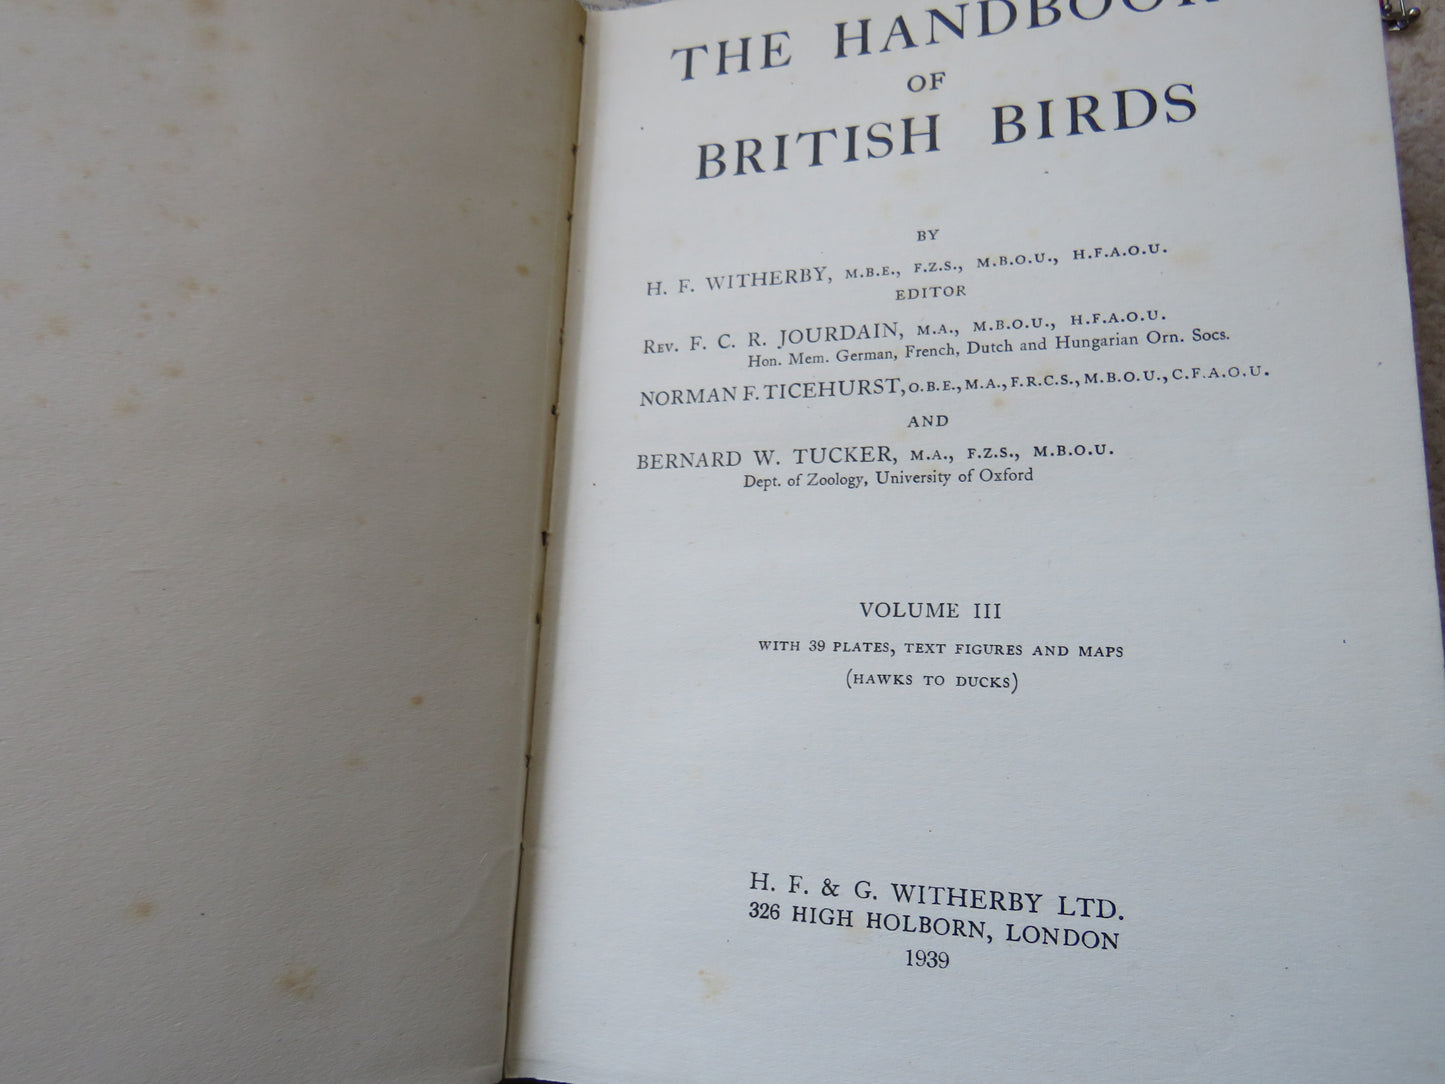 THE HANDBOOK
OF
BRITISH BIRDS
BY
H. F. WITHERBY, M.B.E., F.Z.S., M.B.O.U., H.F.A.O.U.
EDITOR
REV. F. C. R. JOURDAIN, M.A., M.B.O.U., H.F.A.O.U.
Hon. Mem. German, French, Dutch and Hungarian Orn. Socs.
NORMAN F. TICEHURST, O.B.E., M.A., F.R.C.S., M.B.O.U., C.F.A.O.U.
AND
BERNARD W. TUCKER, M.A., F.Z.S., M.B.O.U.
Dept. of Zoology, University of Oxford
VOLUME III
WITH 39 PLATES, TEXT FIGURES AND MAPS
(HAWKS TO DUCKS)
H. F. & G. WITHERBY LTD.
326 HIGH HOLBORN, LONDON
1939